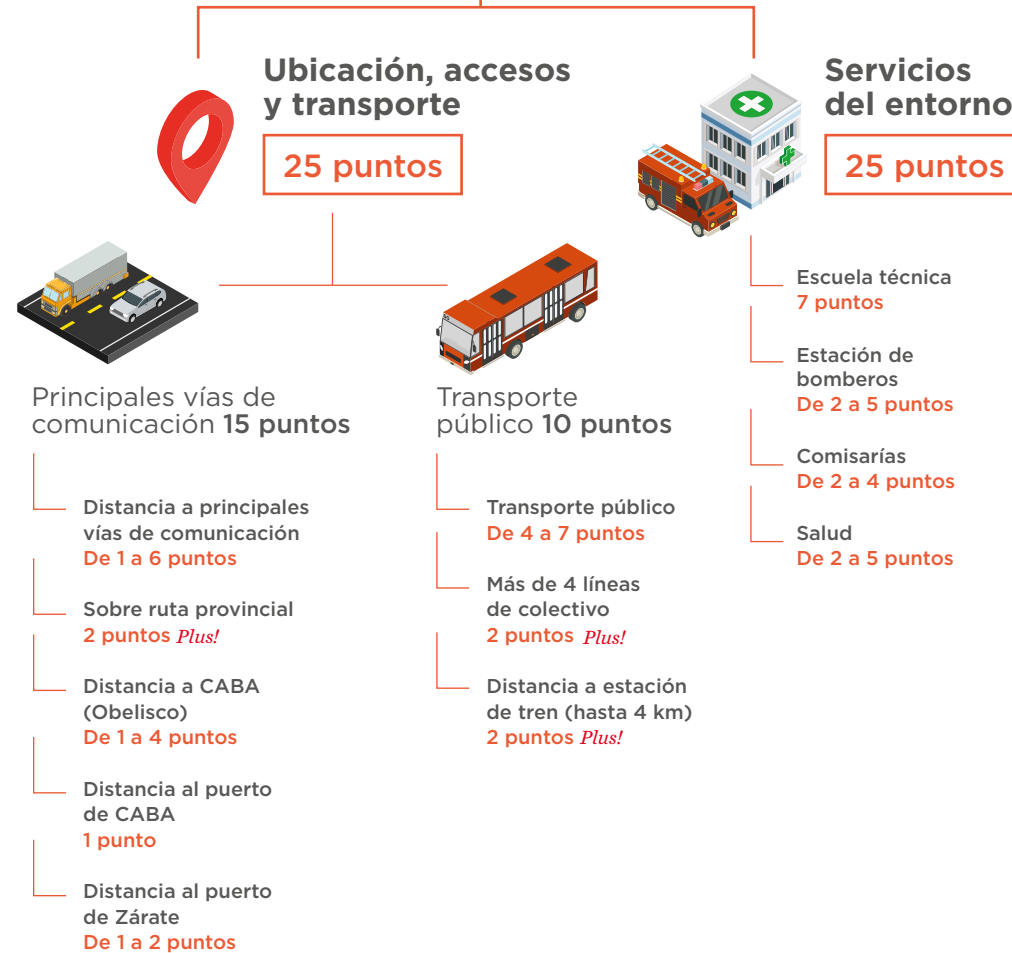 Ubicación, accesos
y transporte
25 puntos
Principales vías de
comunicación 15 puntos
Distancia a principales
vías de comunicación
De 1 a 6 puntos
Sobre ruta provincial
2 puntos Plus!
Distancia a CABA
(Obelisco)
De 1 a 4 puntos
Distancia al puerto
de CABA
1 punto
Distancia al puerto
de Zárate
De 1 a 2 puntos
Transporte
público 10 puntos
Transporte público
De 4 a 7 puntos
Más de 4 líneas
de colectivo
2 puntos Plus!
Distancia a estación
de tren (hasta 4 km)
2 puntos Plus!
Servicios
del entorno
25 puntos
Escuela técnica
7 puntos
Estación de
bomberos
De 2 a 5 puntos
Comisarías
De 2 a 4 puntos
Salud
De 2 a 5 puntos